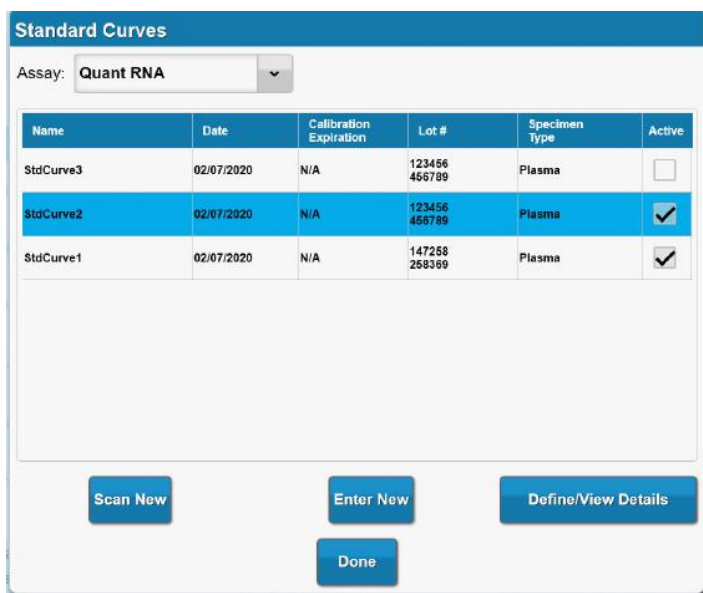 Standard Curves
Assay: Quant RNA
Name Date Calibration Expiration Lot # Specimen Type Active
StdCurve3 02/07/2020 N/A 123456 456789 Plasma
StdCurve2 02/07/2020 N/A 123456 456789 Plasma
StdCurve1 02/07/2020 N/A 147258 258369 Plasma
Scan New Enter New Define/View Details
Done